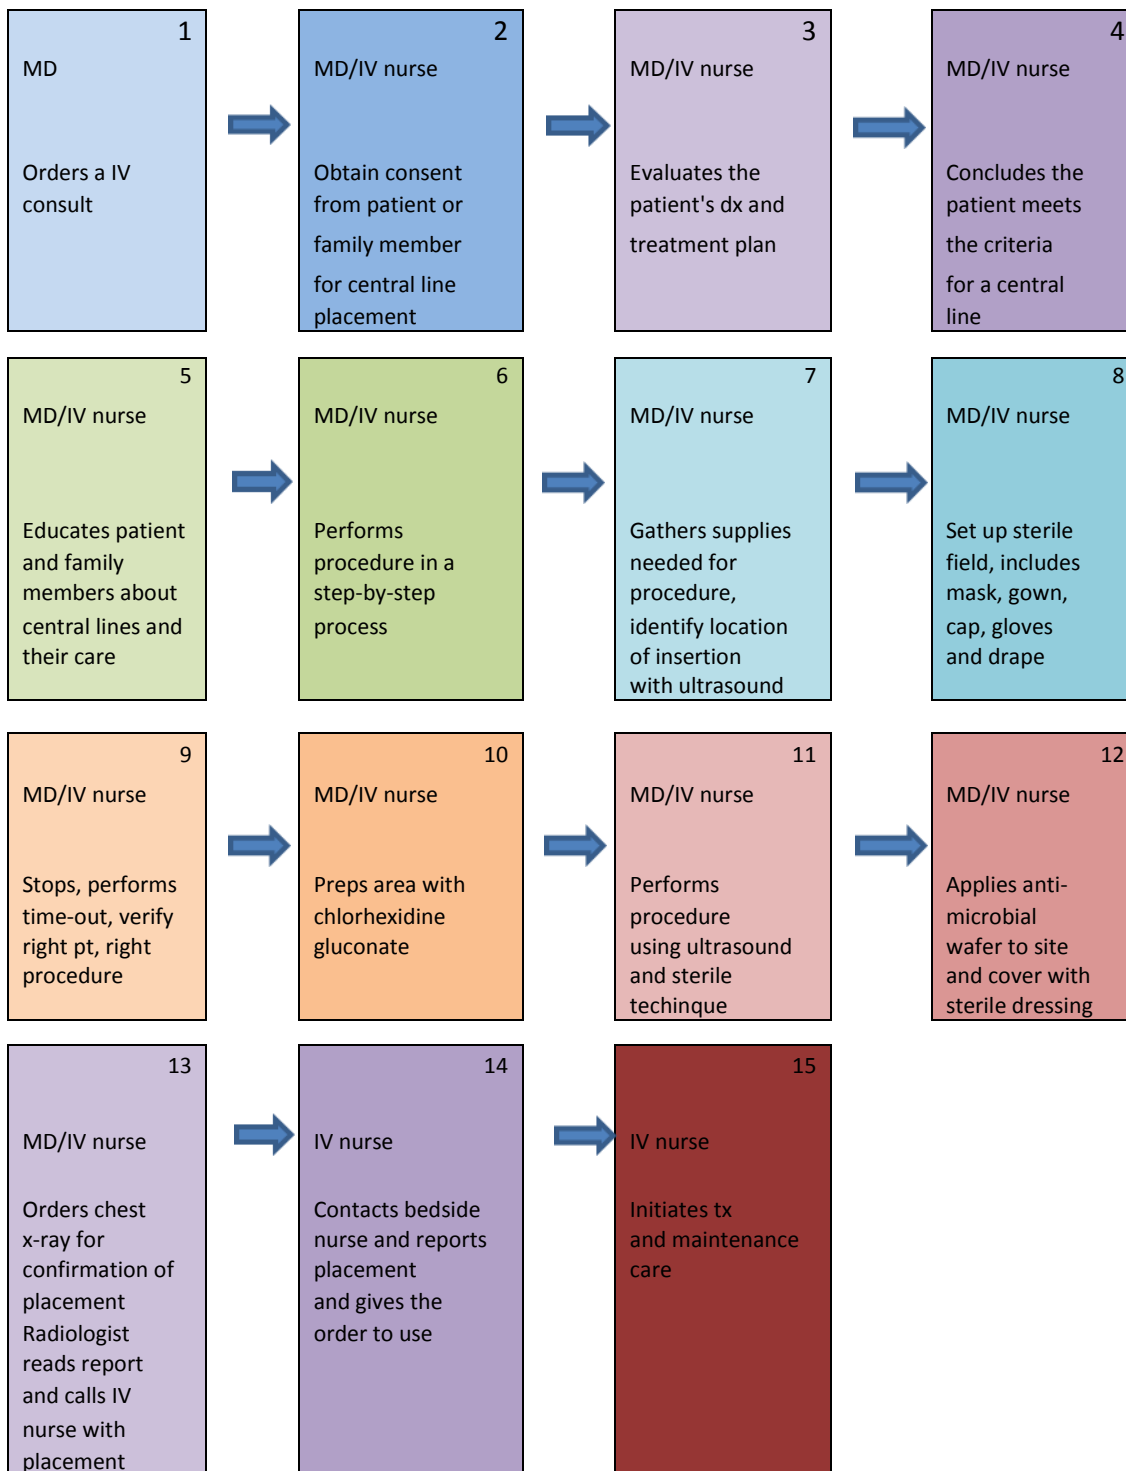 1
MD
Orders a IV
consult
2
MD/IV nurse
Obtain consent
from patient or
family member
for central line
placement
3
MD/IV nurse
Evaluates the
patient's dx and
treatment plan
4
MD/IV nurse
Concludes the
patient meets
the criteria
for a central
line
5
MD/IV nurse
Educates patient
and family
members about
central lines and
their care
6
MD/IV nurse
Performs
procedure in a
step-by-step
process
7
MD/IV nurse
Gathers supplies
needed for
procedure,
identify location
of insertion
with ultrasound
8
MD/IV nurse
Set up sterile
field, includes
mask, gown,
cap, gloves
and drape
9
MD/IV nurse
Stops, performs
time-out, verify
right pt, right
procedure
10
MD/IV nurse
Preps area with
chlorhexidine
gluconate
11
MD/IV nurse
Performs
procedure
using ultrasound
and sterile
techinque
12
MD/IV nurse
Applies anti-
microbial
wafer to site
and cover with
sterile dressing
13
MD/IV nurse
Orders chest
x-ray for
confirmation of
placement
Radiologist
reads report
and calls IV
nurse with
placement
14
IV nurse
Contacts bedside
nurse and reports
placement
and gives the
order to use
15
IV nurse
Initiates tx
and maintenance
care